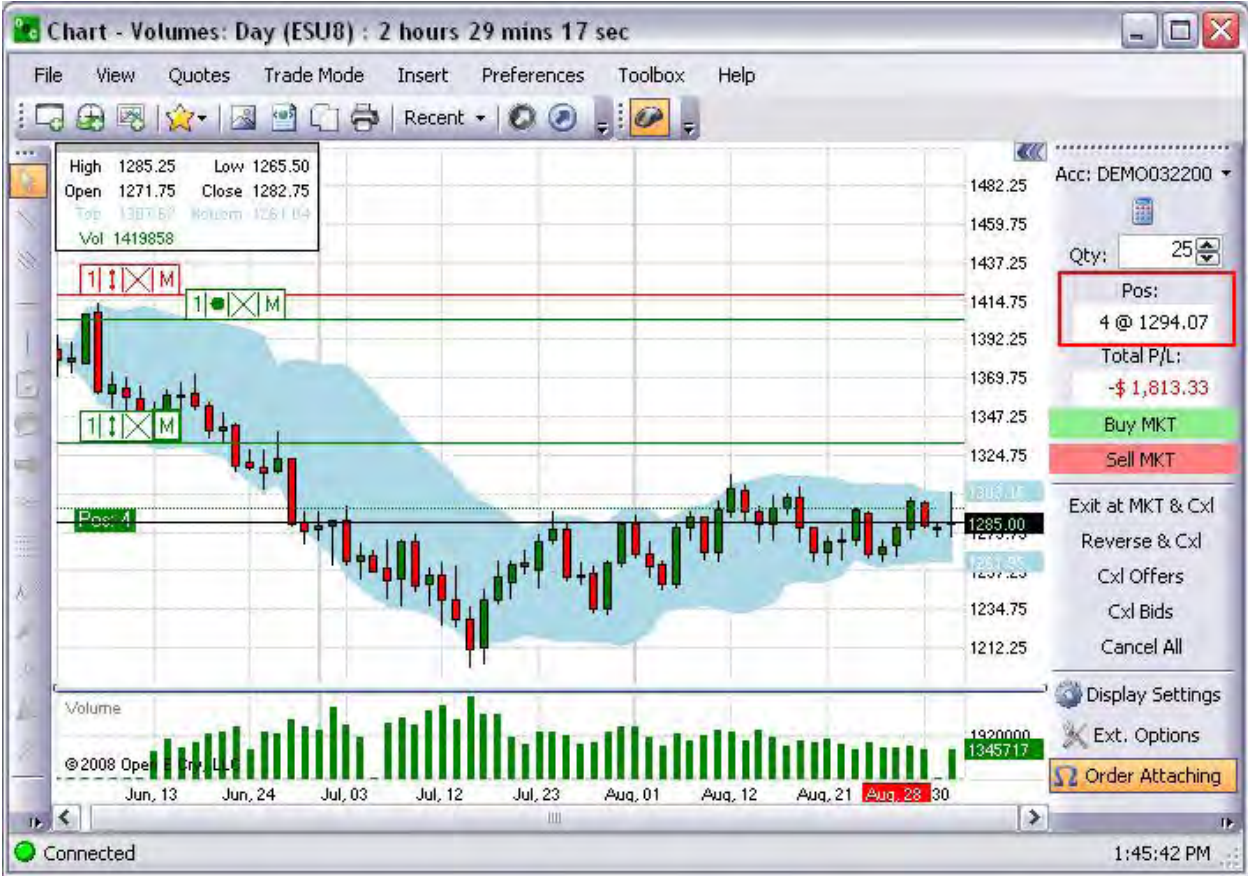 Chart - Volumes: Day (ESU8) : 2 hours 29 mins 17 sec
File View Quotes Trade Mode Insert Preferences Toolbox Help
Recent
High 1285.25 Low 1265.50
Open 1271.75 Close 1282.75
Top
Vol 1419858
1 M
1 M
1 M
Pos: 4
1482.25
1459.75
1437.25
1414.75
1392.25
1369.75
1347.25
1324.75
1285.00
1234.75
1212.25
Volume
1920000
1345717
©2008 Open E Cry, LLC
Jun, 13 Jun, 24 Jul, 03 Jul, 12 Jul, 23 Aug, 01 Aug, 12 Aug, 21 Aug, 28 30
Acc: DEMO032200
Qty: 25
Pos:
4 @ 1294.07
Total P/L:
-$ 1,813.33
Buy MKT
Sell MKT
Exit at MKT & Cxl
Reverse & Cxl
Cxl Offers
Cxl Bids
Cancel All
Display Settings
Ext. Options
Order Attaching
Connected
1:45:42 PM